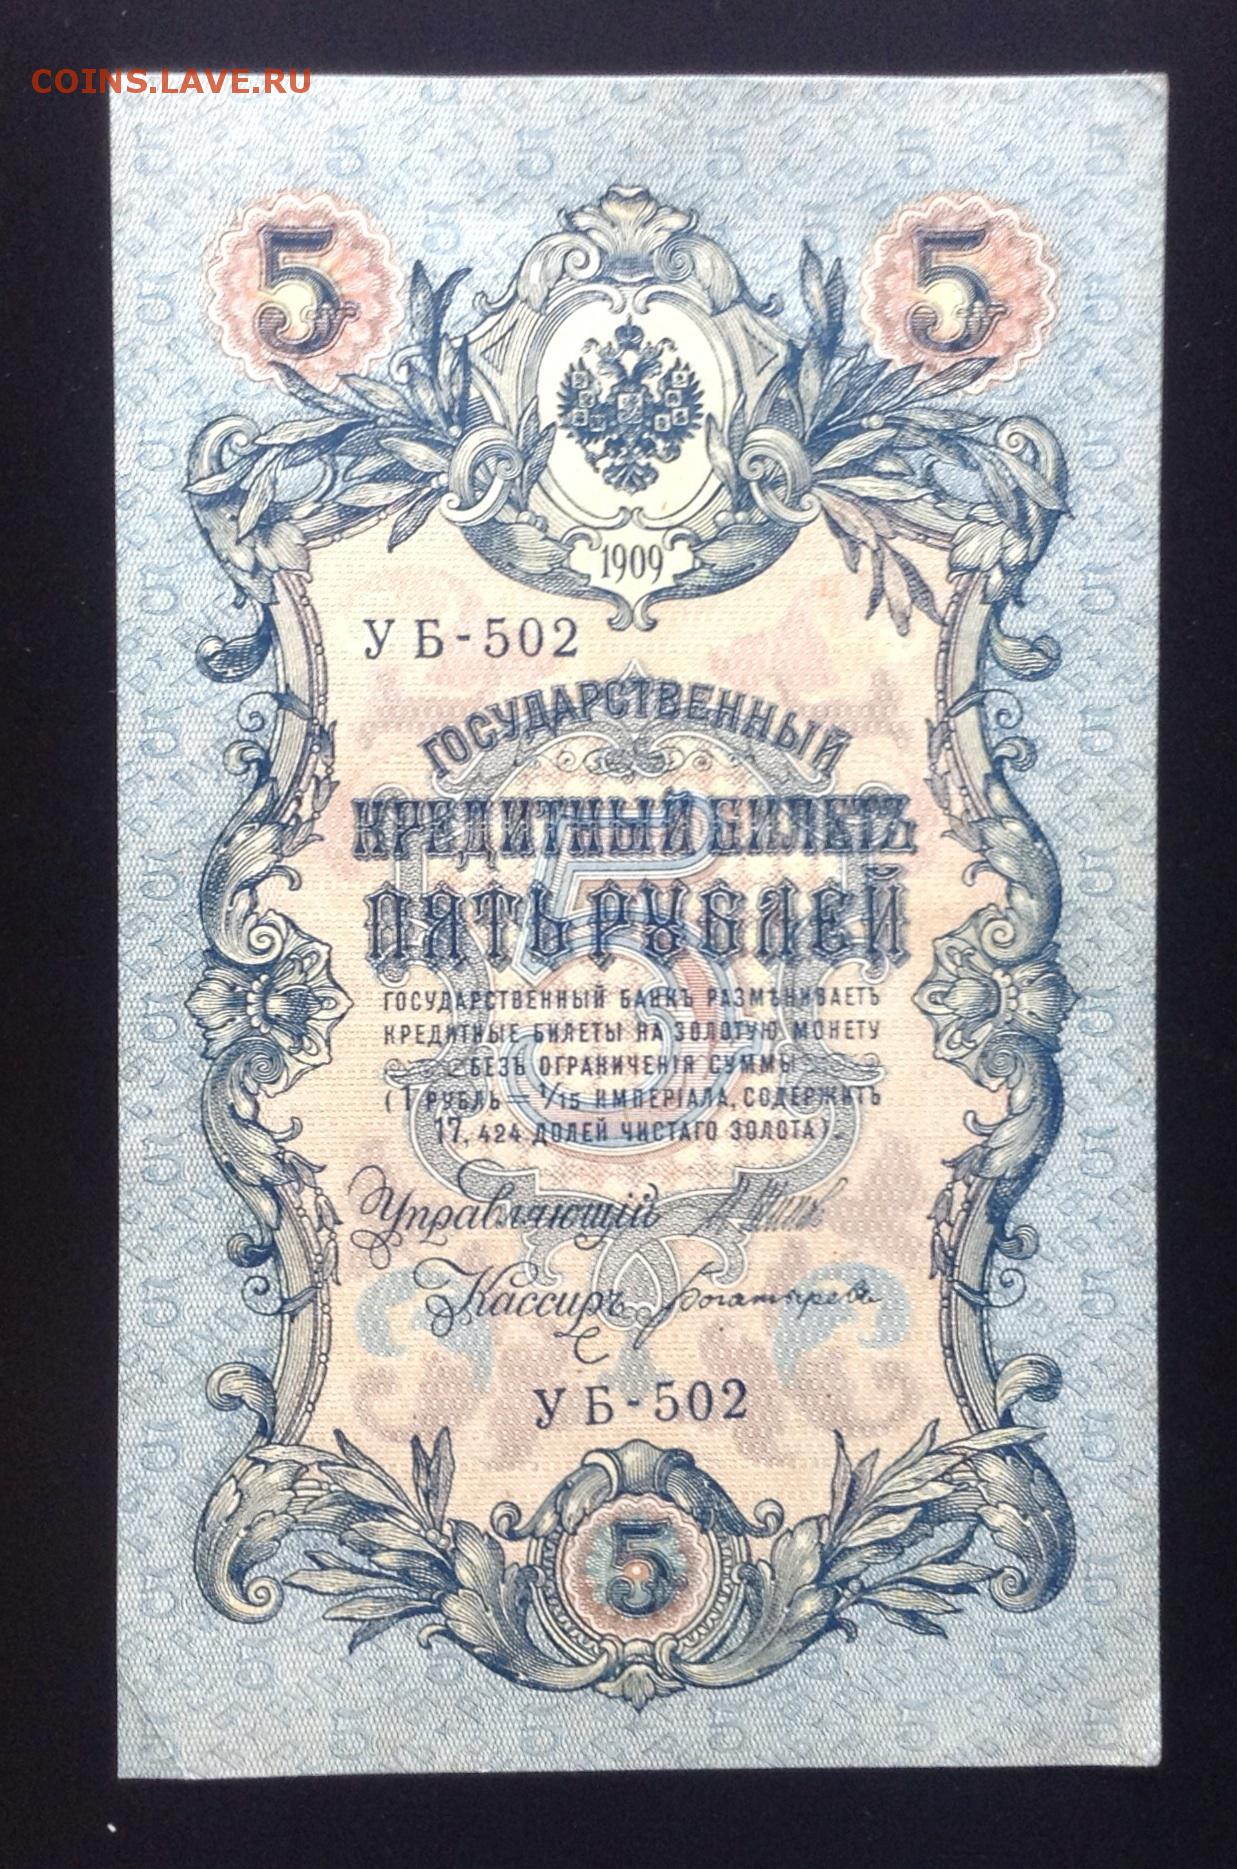 COINS.LAVE.RU
5 5
1909
УБ-502
ГОСУДАРСТВЕННЫЙ
КРЕДИТНЫЙ БИЛЕТЪ
ПЯТЬ РУБЛЕЙ
ГОСУДАРСТВЕННЫЙ БАНКЪ РАЗМѢНИВАЕТЪ
КРЕДИТНЫЕ БИЛЕТЫ НА ЗОЛОТУЮ МОНЕТУ
БЕЗЪ ОГРАНИЧЕНІЯ СУММЫ
(1 РУБЛЬ = 1/15 ИМПЕРІАЛА, СОДЕРЖИТЪ
17,424 ДОЛЕЙ ЧИСТАГО ЗОЛОТА).
Управляющій
Кассиръ Богатыревъ
УБ-502
5